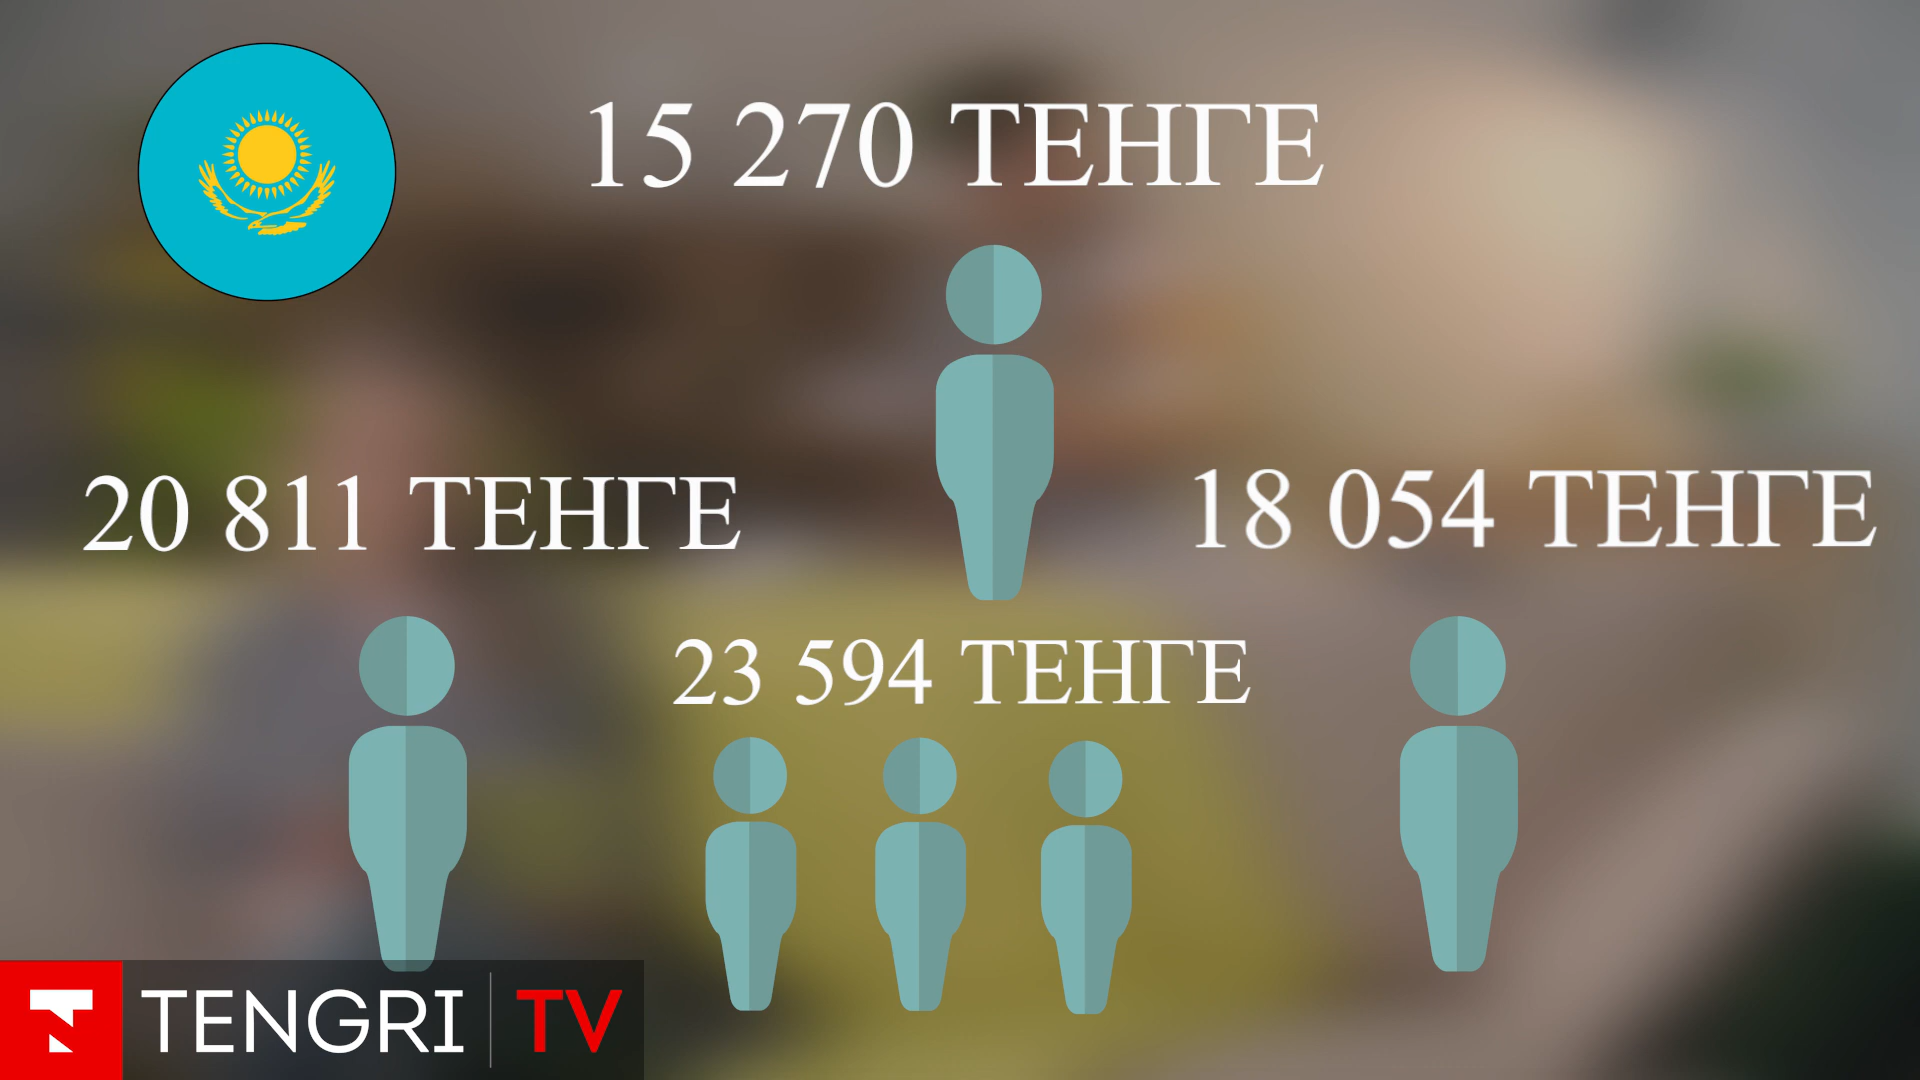 15 270 ТЕНГЕ
20 811 ТЕНГЕ
18 054 ТЕНГЕ
23 594 ТЕНГЕ
TENGRI TV